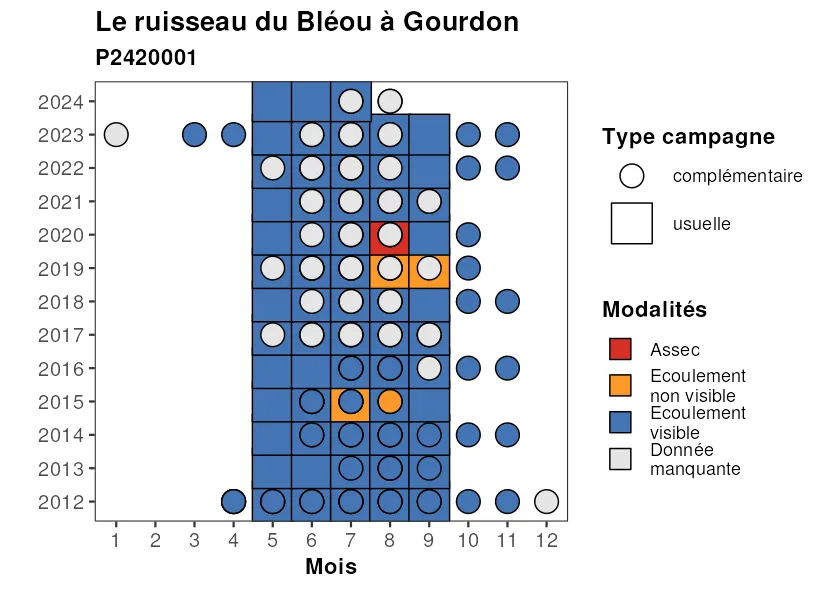 Le ruisseau du Bléou à Gourdon
P2420001
2024
2023
2022
2021
2020
2019
2018
2017
2016
2015
2014
2013
2012
1 2 3 4 5 6 7 8 9 10 11 12
Mois
Type campagne
complémentaire
usuelle
Modalités
Assec
Ecoulement
non visible
Ecoulement
visible
Donnée
manquante